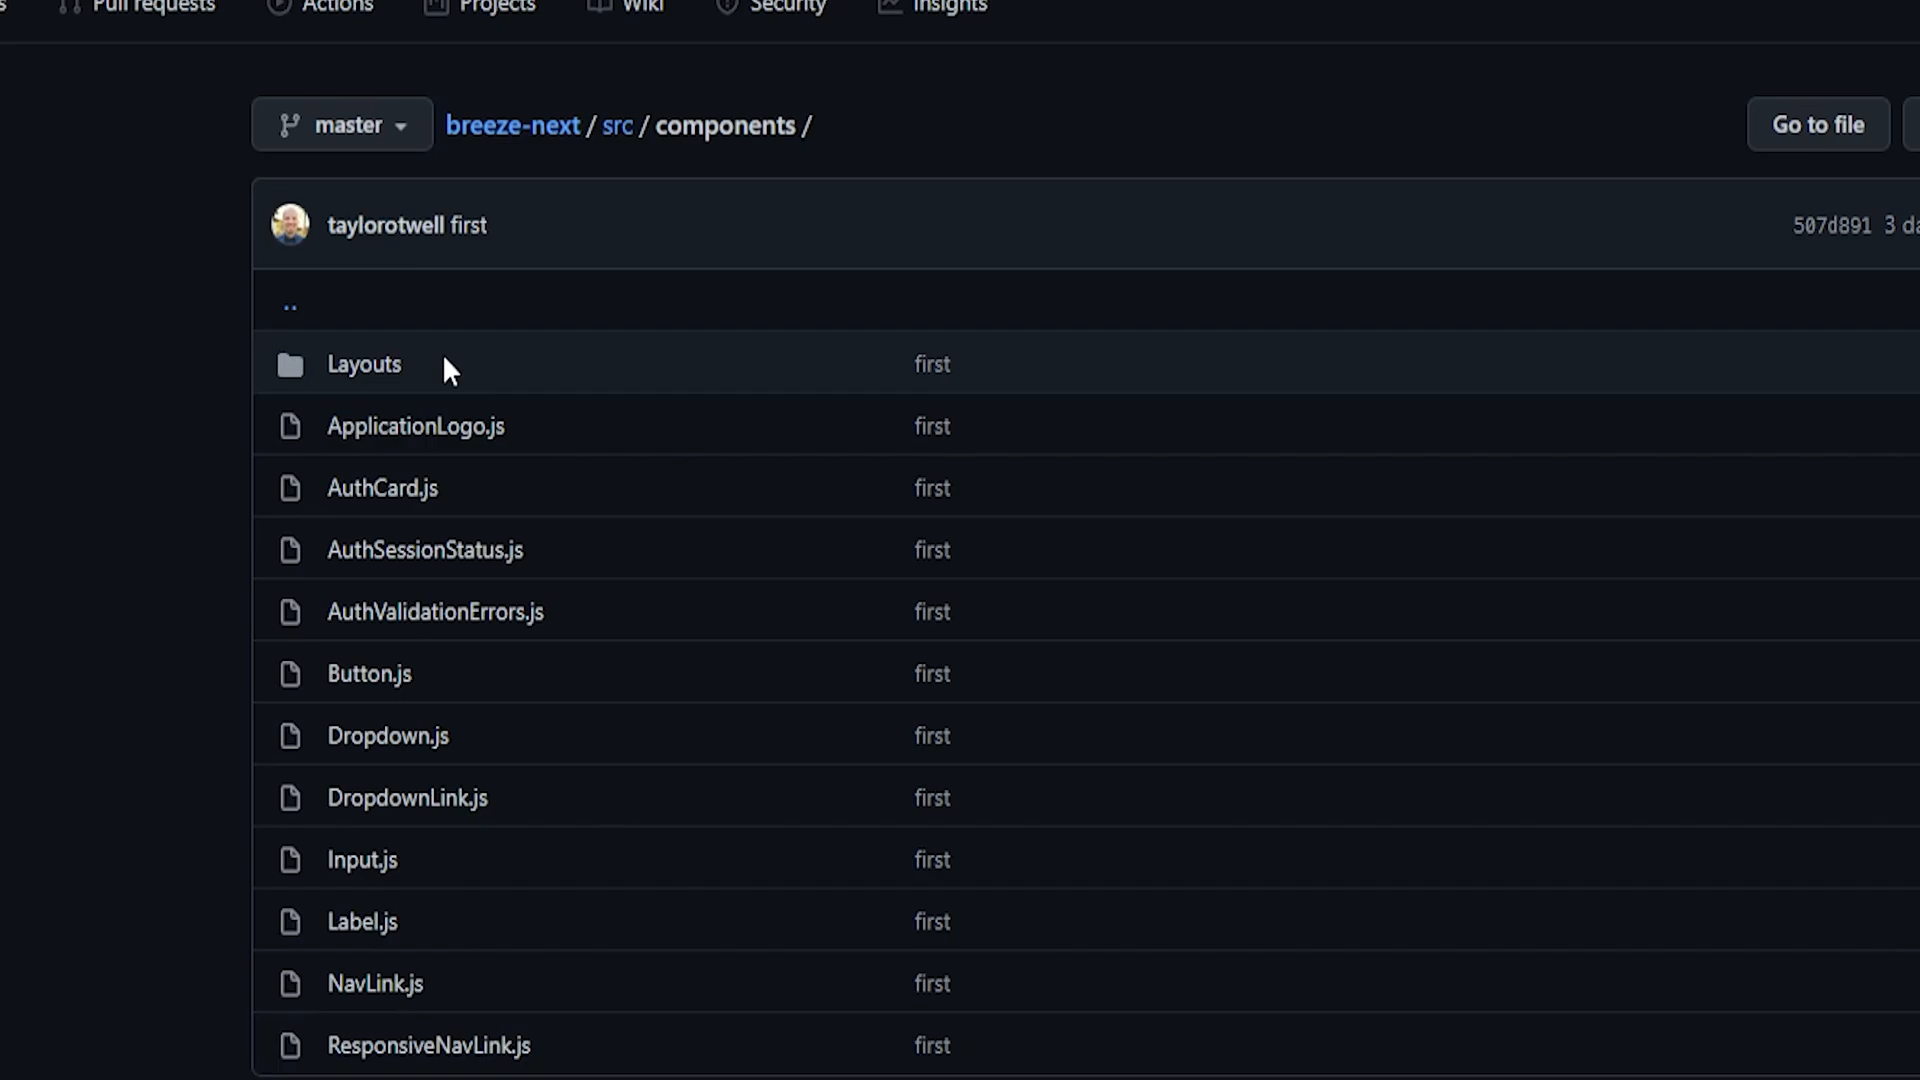 Pull requests Actions Projects Wiki Security Insights
master breeze-next / src / components / Go to file
taylorotwell first 507d891 3 da
..
Layouts first
ApplicationLogo.js first
AuthCard.js first
AuthSessionStatus.js first
AuthValidationErrors.js first
Button.js first
Dropdown.js first
DropdownLink.js first
Input.js first
Label.js first
NavLink.js first
ResponsiveNavLink.js first